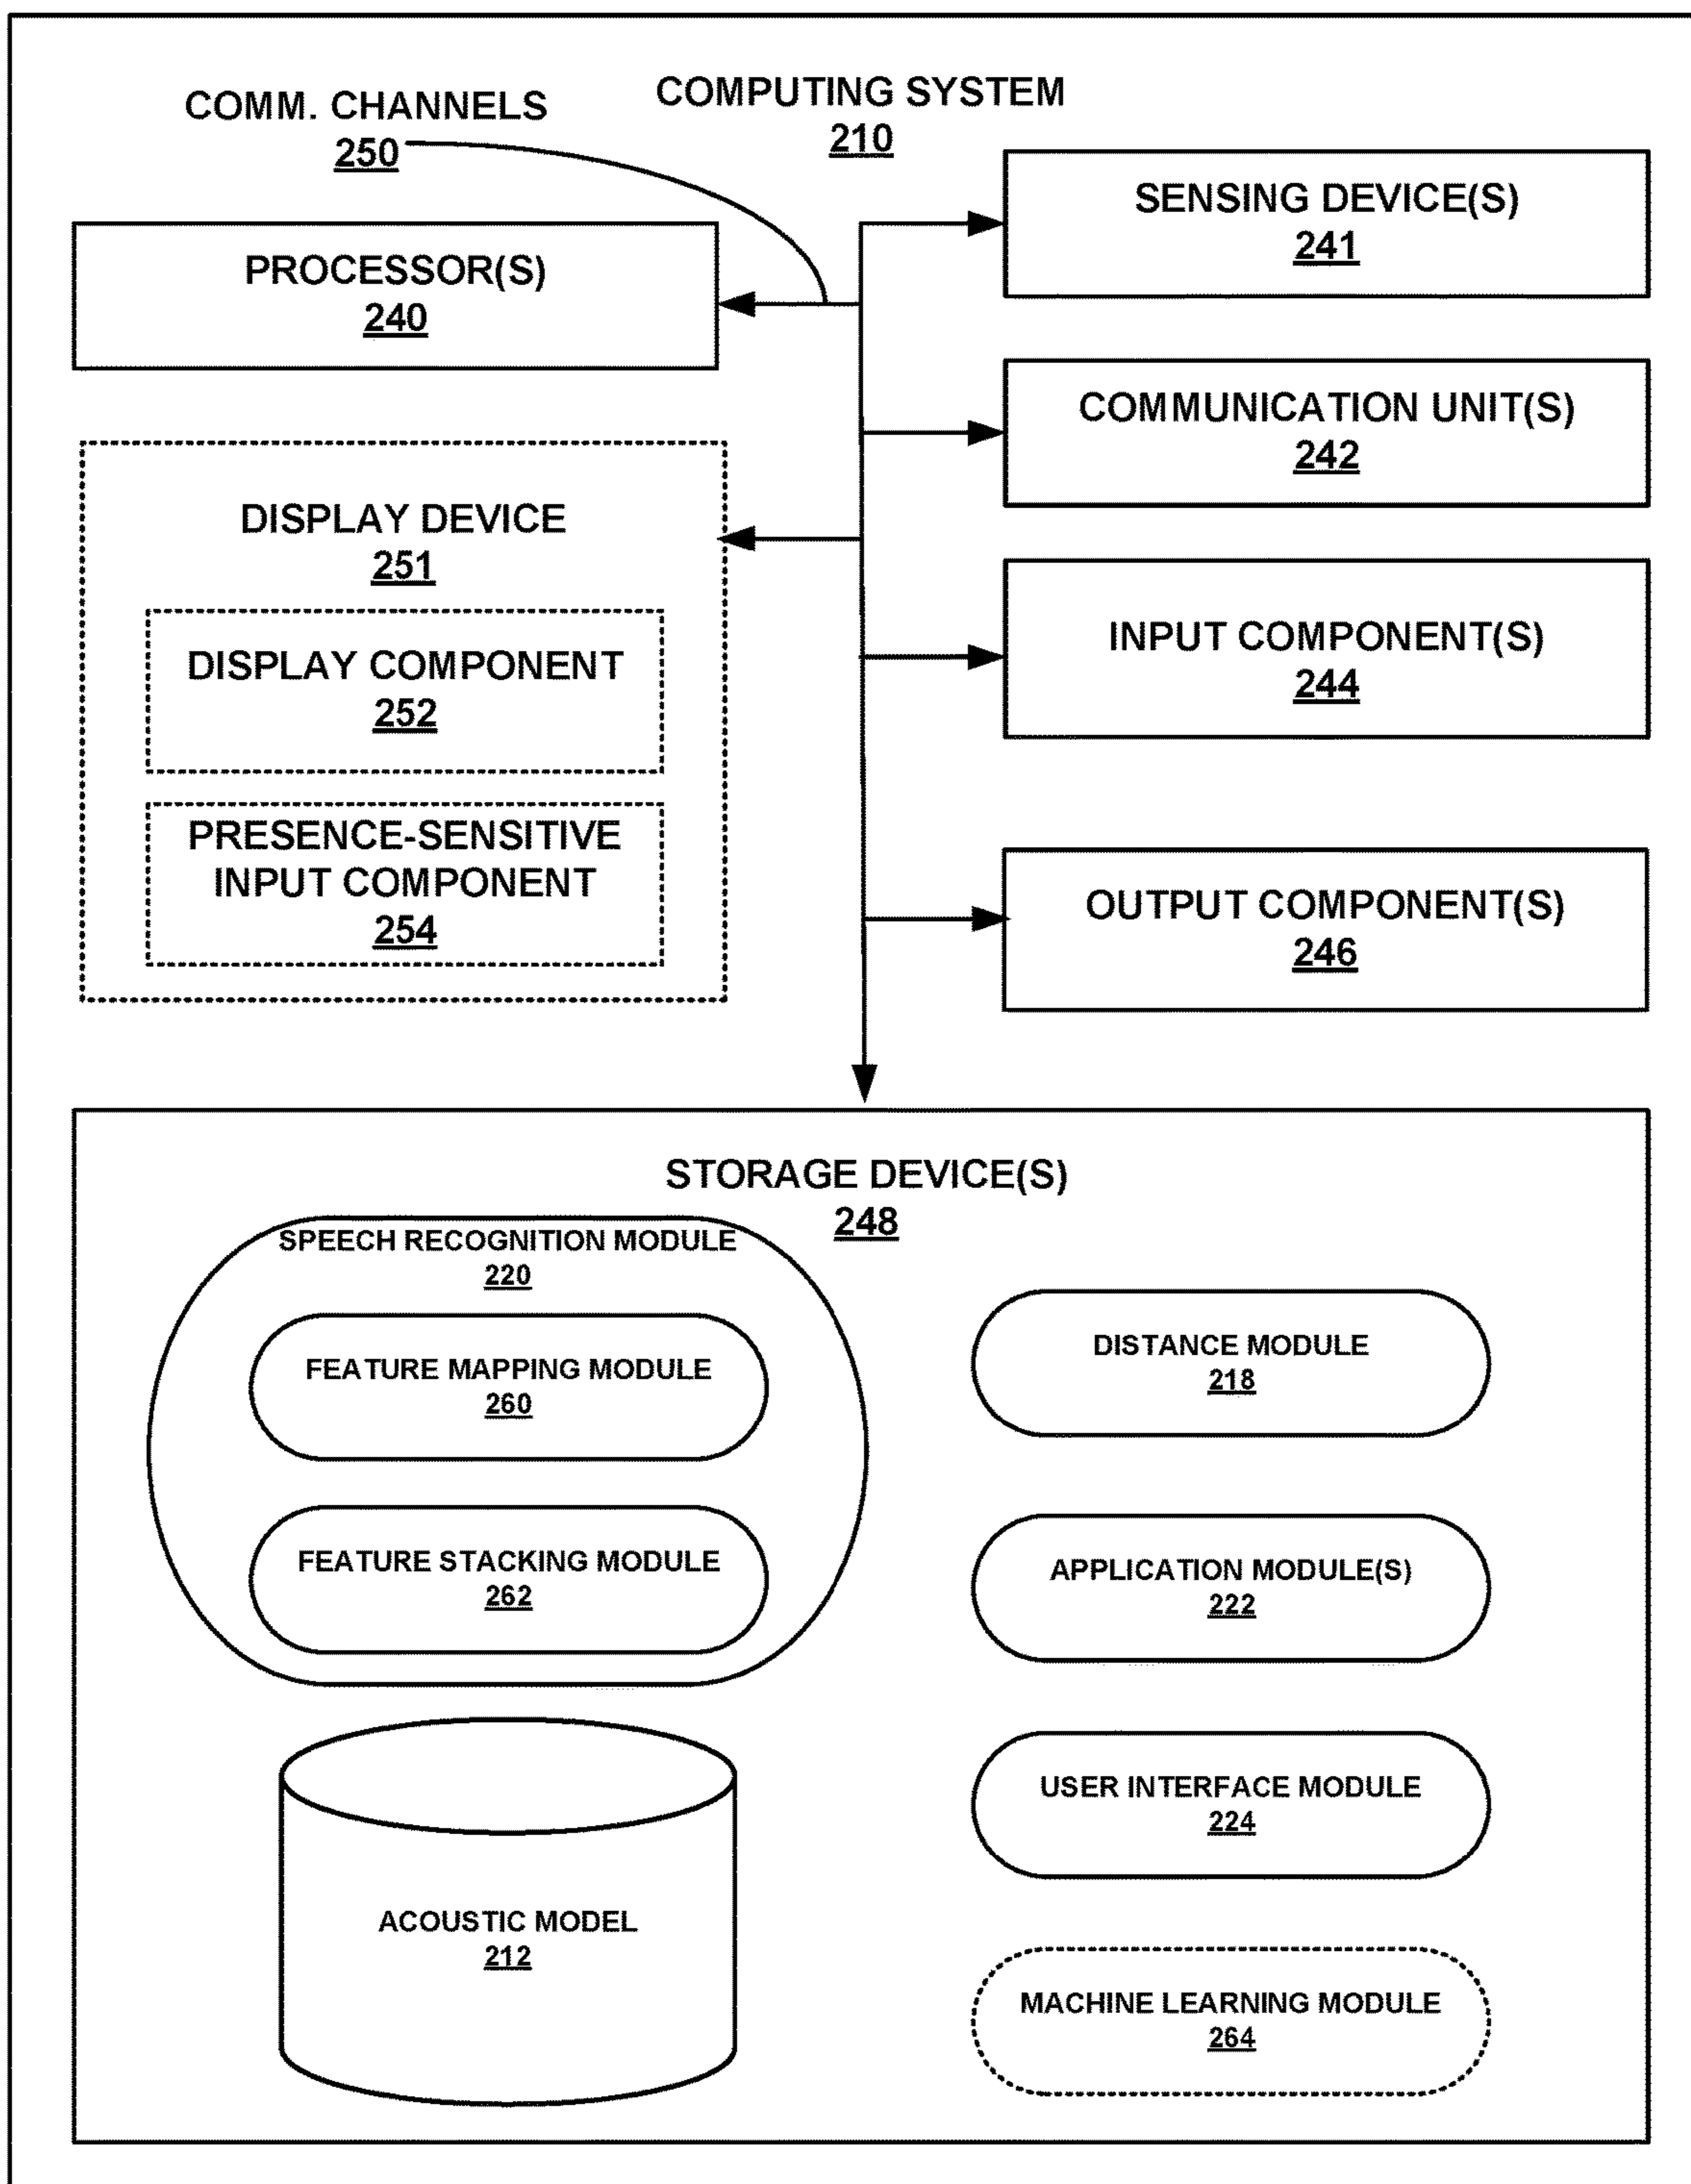 COMPUTING SYSTEM
210
COMM. CHANNELS
250
PROCESSOR(S)
240
SENSING DEVICE(S)
241
COMMUNICATION UNIT(S)
242
DISPLAY DEVICE
251
DISPLAY COMPONENT
252
PRESENCE-SENSITIVE
INPUT COMPONENT
254
INPUT COMPONENT(S)
244
OUTPUT COMPONENT(S)
246
STORAGE DEVICE(S)
248
SPEECH RECOGNITION MODULE
220
FEATURE MAPPING MODULE
260
FEATURE STACKING MODULE
262
ACOUSTIC MODEL
212
DISTANCE MODULE
218
APPLICATION MODULE(S)
222
USER INTERFACE MODULE
224
MACHINE LEARNING MODULE
264